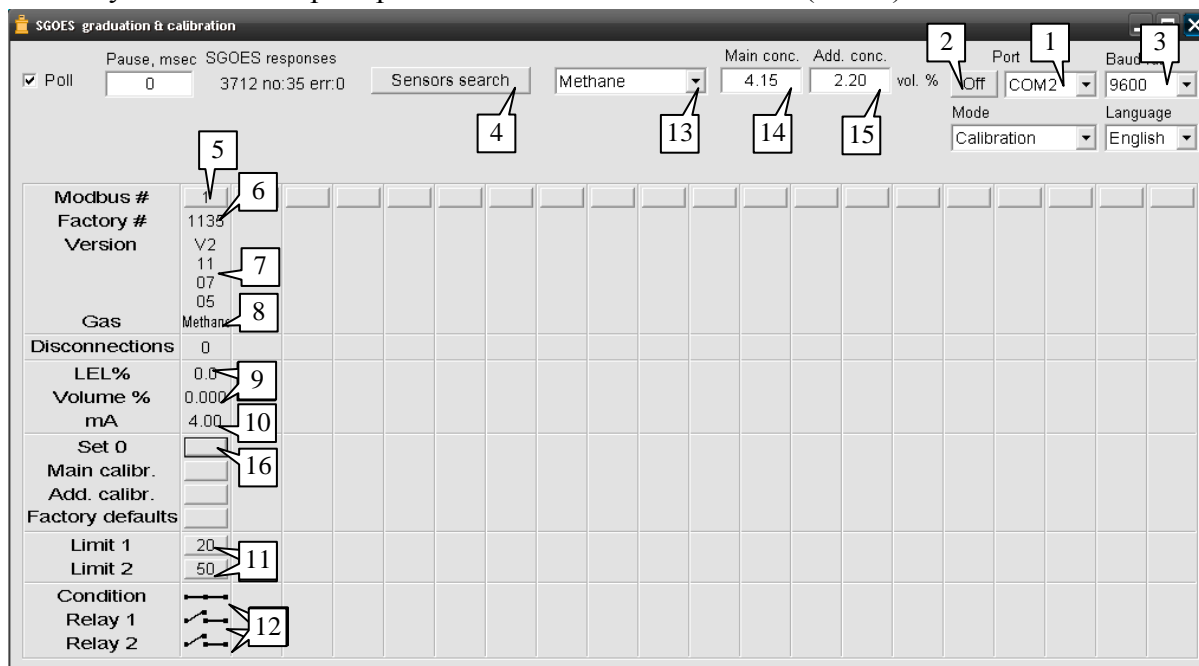 SGOES graduation & calibration
Pause, msec SGOES responses Main conc. Add. conc. 2 Port 1 3
Poll 0 3712 no:35 err:0 Sensors search Methane 4.15 2.20 vol. % Off COM2 9600
Mode Language
4 13 14 15 Calibration English
5
Modbus # 1 6
Factory # 1135
Version V2
11 7
07
05
Gas Methane 8
Disconnections 0
LEL% 0.0 9
Volume % 0.000
mA 4.00 10
Set 0 16
Main calibr.
Add. calibr.
Factory defaults
Limit 1 20 11
Limit 2 50
Condition
Relay 1 12
Relay 2